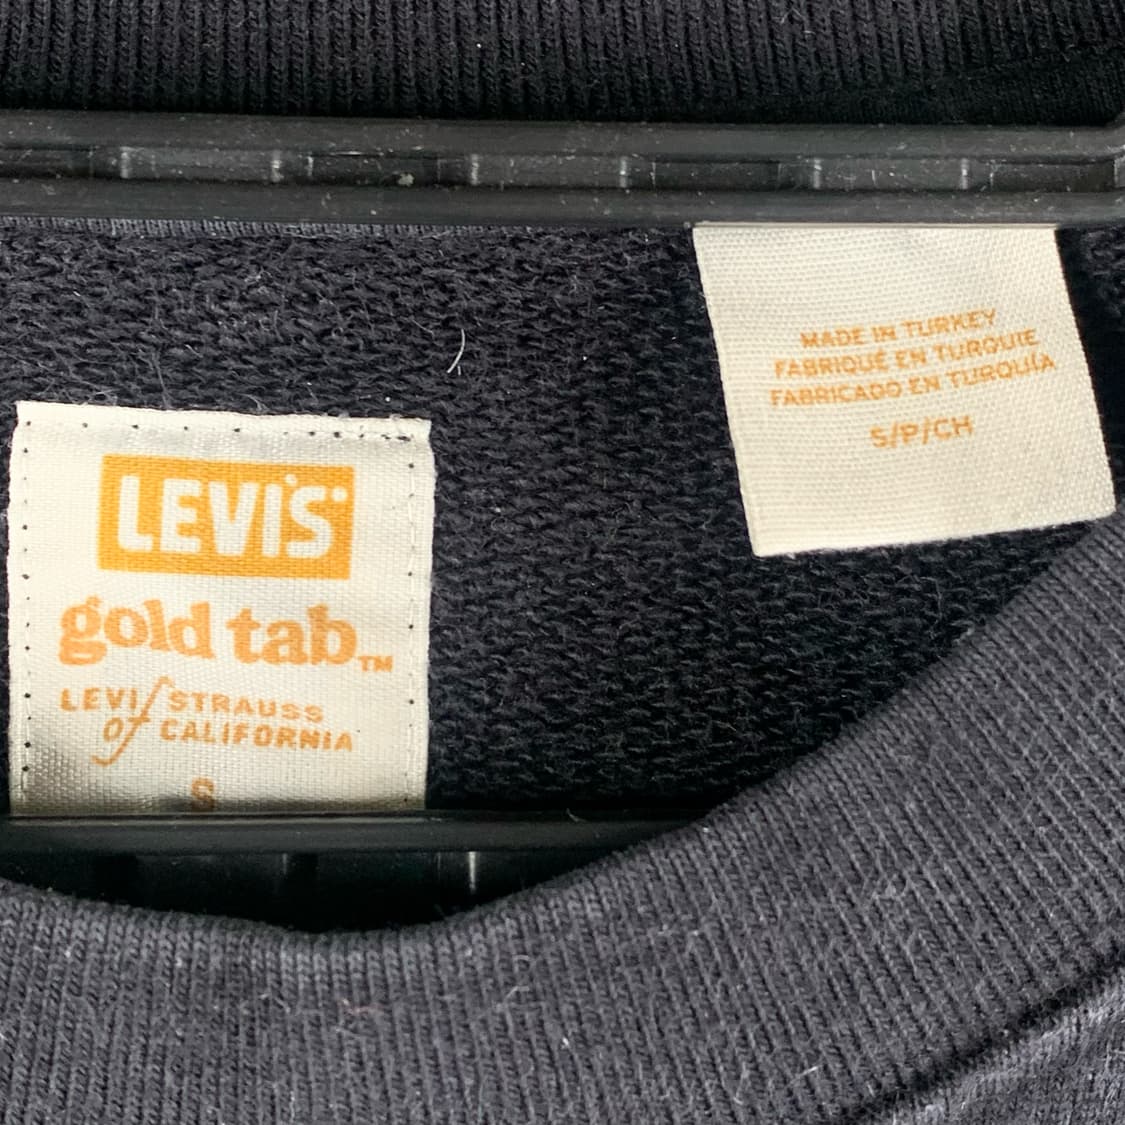 LEVI'S
gold tab™
LEVI STRAUSS
of CALIFORNIA
S
MADE IN TURKEY
FABRIQUÉ EN TURQUIE
FABRICADO EN TURQUÍA
S/P/CH